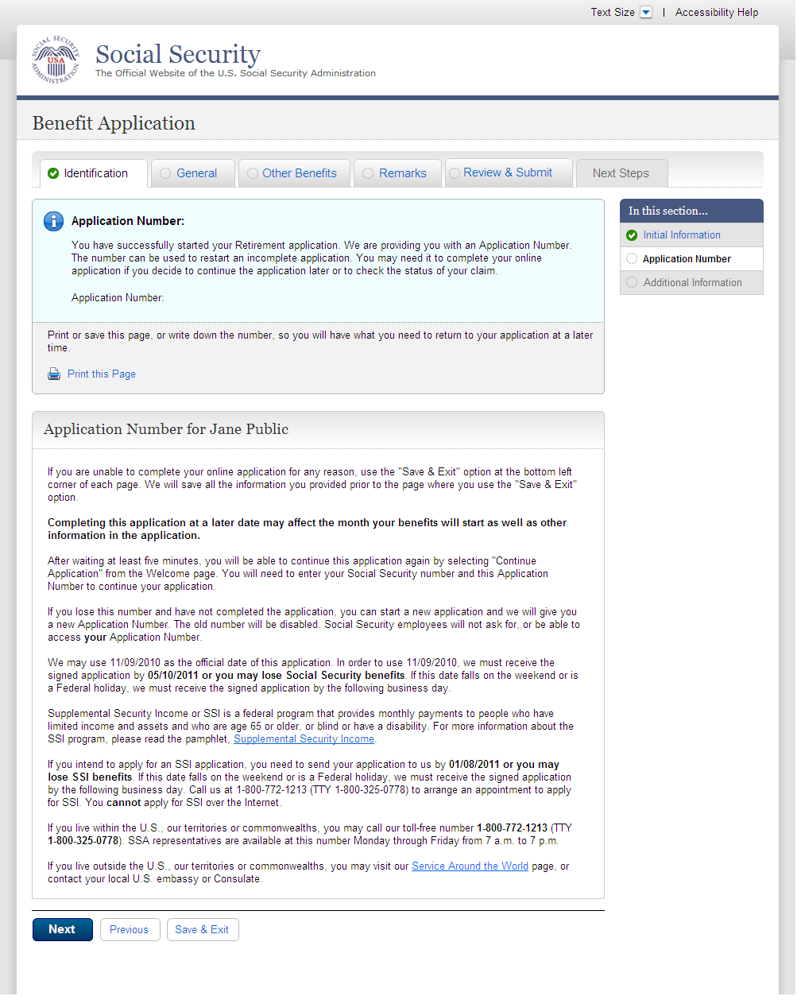 Text Size | Accessibility Help
SOCIAL SECURITY ADMINISTRATION
USA
Social Security
The Official Website of the U.S. Social Security Administration
Benefit Application
Identification
General
Other Benefits
Remarks
Review & Submit
Next Steps
Application Number:
You have successfully started your Retirement application. We are providing you with an Application Number.
The number can be used to restart an incomplete application. You may need it to complete your online
application if you decide to continue the application later or to check the status of your claim.
Application Number:
Print or save this page, or write down the number, so you will have what you need to return to your application at a later
time.
Print this Page
In this section...
Initial Information
Application Number
Additional Information
Application Number for Jane Public
If you are unable to complete your online application for any reason, use the "Save & Exit" option at the bottom left
corner of each page. We will save all the information you provided prior to the page where you use the "Save & Exit"
option.
Completing this application at a later date may affect the month your benefits will start as well as other
information in the application.
After waiting at least five minutes, you will be able to continue this application again by selecting "Continue
Application" from the Welcome page. You will need to enter your Social Security number and this Application
Number to continue your application.
If you lose this number and have not completed the application, you can start a new application and we will give you
a new Application Number. The old number will be disabled. Social Security employees will not ask for, or be able to
access your Application Number.
We may use 11/09/2010 as the official date of this application. In order to use 11/09/2010, we must receive the
signed application by 05/10/2011 or you may lose Social Security benefits. If this date falls on the weekend or is
a Federal holiday, we must receive the signed application by the following business day.
Supplemental Security Income or SSI is a federal program that provides monthly payments to people who have
limited income and assets and who are age 65 or older, or blind or have a disability. For more information about the
SSI program, please read the pamphlet, Supplemental Security Income.
If you intend to apply for an SSI application, you need to send your application to us by 01/08/2011 or you may
lose SSI benefits. If this date falls on the weekend or is a Federal holiday, we must receive the signed application
by the following business day. Call us at 1-800-772-1213 (TTY 1-800-325-0778) to arrange an appointment to apply
for SSI. You cannot apply for SSI over the Internet.
If you live within the U.S., our territories or commonwealths, you may call our toll-free number 1-800-772-1213 (TTY
1-800-325-0778). SSA representatives are available at this number Monday through Friday from 7 a.m. to 7 p.m.
If you live outside the U.S., our territories or commonwealths, you may visit our Service Around the World page, or
contact your local U.S. embassy or Consulate.
Next
Previous
Save & Exit